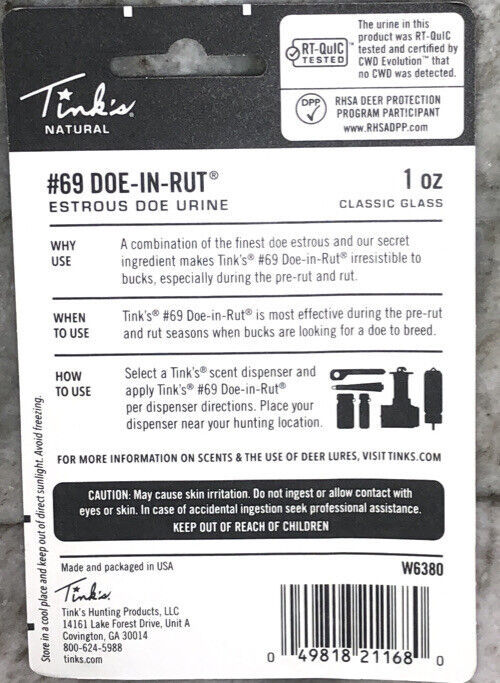 The urine in this
product was RT-QuIC
tested and certified by
CWD Evolution™ that
no CWD was detected.
RT-QuIC™
TESTED
Tink's®
NATURAL
DPP
RHSA DEER PROTECTION
PROGRAM PARTICIPANT
www.RHSADPP.com
#69 DOE-IN-RUT®
ESTROUS DOE URINE
1 oz
CLASSIC GLASS
WHY
USE
A combination of the finest doe estrous and our secret
ingredient makes Tink's® #69 Doe-in-Rut® irresistible to
bucks, especially during the pre-rut and rut.
WHEN
TO USE
Tink's® #69 Doe-in-Rut® is most effective during the pre-rut
and rut seasons when bucks are looking for a doe to breed.
HOW
TO USE
Select a Tink's® scent dispenser and
apply Tink's® #69 Doe-in-Rut®
per dispenser directions. Place your
dispenser near your hunting location.
FOR MORE INFORMATION ON SCENTS & THE USE OF DEER LURES, VISIT TINKS.COM
CAUTION: May cause skin irritation. Do not ingest or allow contact with
eyes or skin. In case of accidental ingestion seek professional assistance.
KEEP OUT OF REACH OF CHILDREN
Store in a cool place and keep out of direct sunlight. Avoid freezing.
Made and packaged in USA
W6380
Tink's
Tink's Hunting Products, LLC
14161 Lake Forest Drive, Unit A
Covington, GA 30014
800-624-5988
tinks.com
0 49818 21168 0